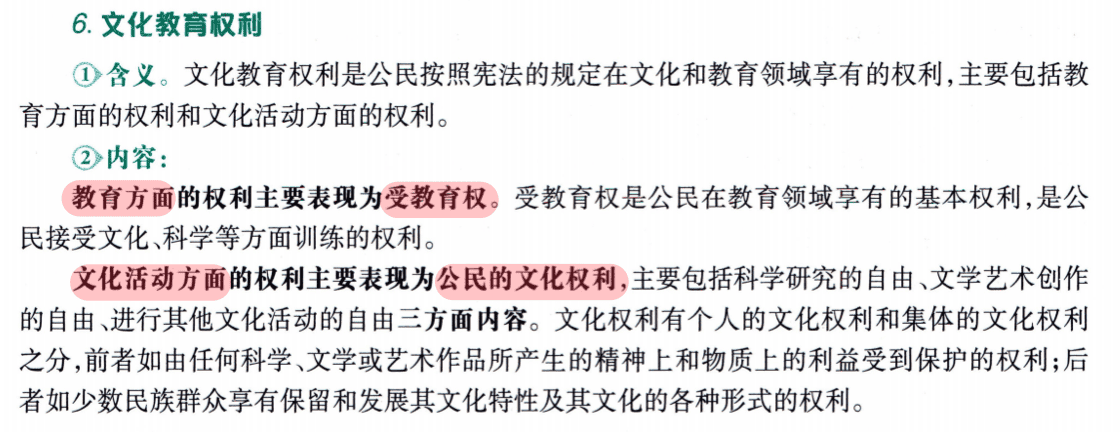 6. 文化教育权利
①含义。文化教育权利是公民按照宪法的规定在文化和教育领域享有的权利,主要包括教
育方面的权利和文化活动方面的权利。
②内容:
教育方面的权利主要表现为受教育权。受教育权是公民在教育领域享有的基本权利,是公
民接受文化、科学等方面训练的权利。
文化活动方面的权利主要表现为公民的文化权利,主要包括科学研究的自由、文学艺术创作
的自由、进行其他文化活动的自由三方面内容。文化权利有个人的文化权利和集体的文化权利
之分,前者如由任何科学、文学或艺术作品所产生的精神上和物质上的利益受到保护的权利;后
者如少数民族群众享有保留和发展其文化特性及其文化的各种形式的权利。